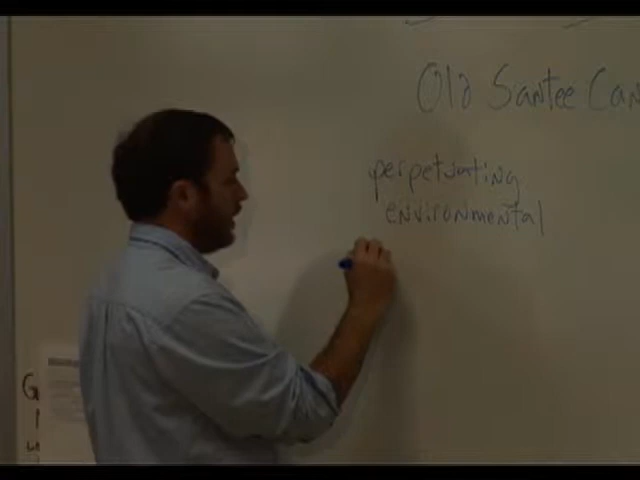 Old Santee Can
perpetuating
environmental
G